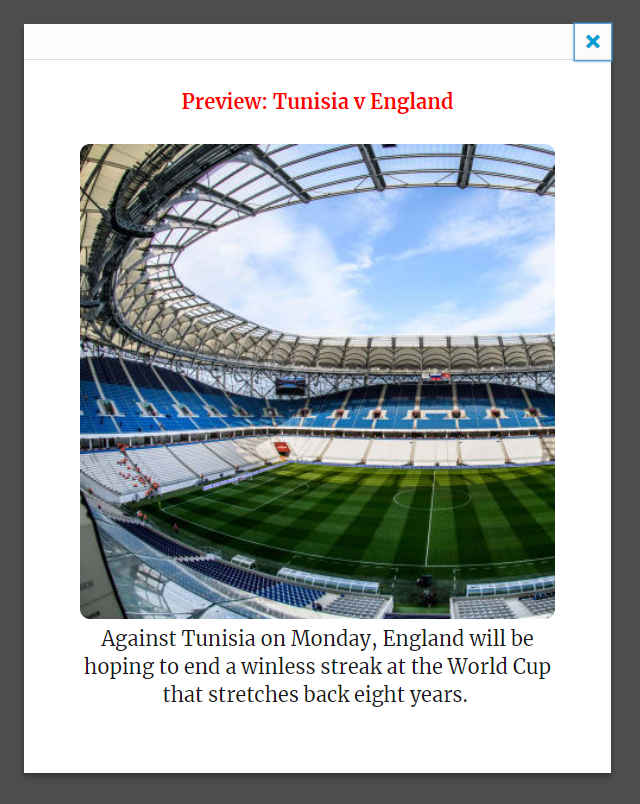 Preview: Tunisia v England
Against Tunisia on Monday, England will be
hoping to end a winless streak at the World Cup
that stretches back eight years.